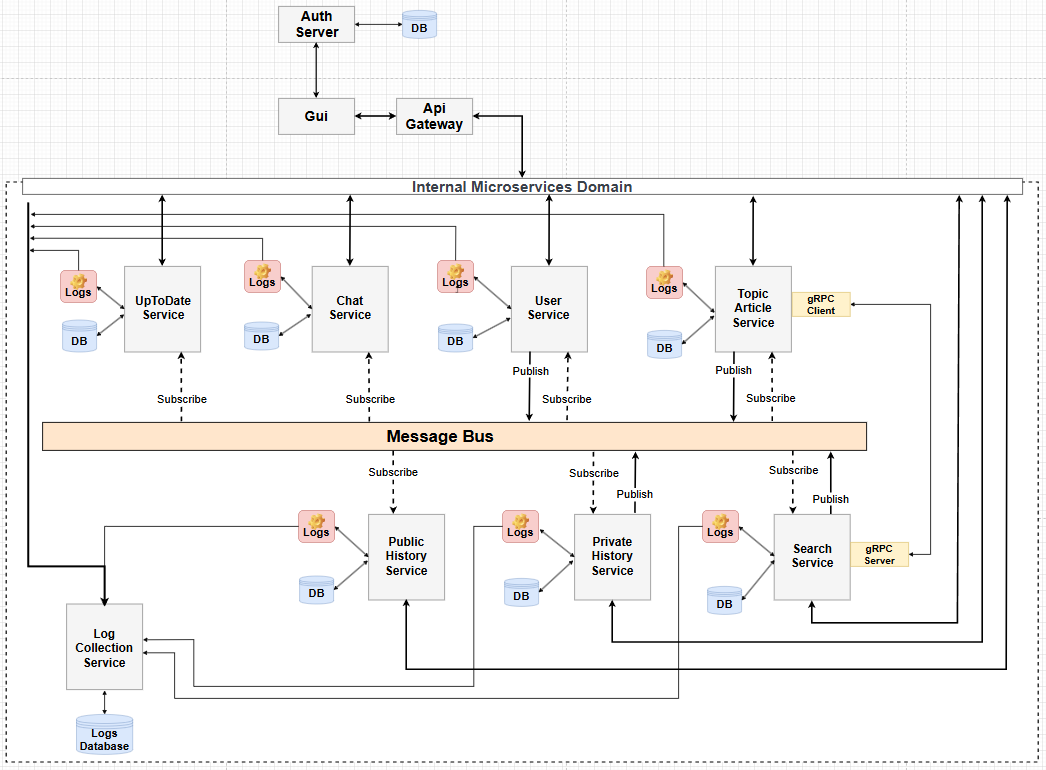 Auth
Server
DB
Gui
Api
Gateway
Internal Microservices Domain
Logs
DB
UpToDate
Service
Logs
DB
Chat
Service
Logs
DB
User
Service
Logs
DB
Topic
Article
Service
gRPC
Client
Subscribe
Subscribe
Publish
Subscribe
Publish
Subscribe
Message Bus
Subscribe
Subscribe
Publish
Subscribe
Publish
Logs
DB
Public
History
Service
Logs
DB
Private
History
Service
Logs
DB
Search
Service
gRPC
Server
Log
Collection
Service
Logs
Database